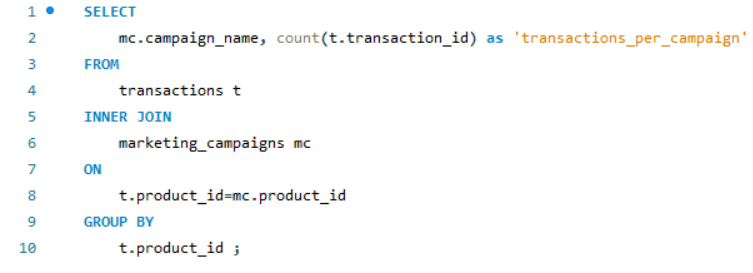 1 SELECT
2 mc.campaign_name, count(t.transaction_id) as 'transactions_per_campaign'
3 FROM
4 transactions t
5 INNER JOIN
6 marketing_campaigns mc
7 ON
8 t.product_id=mc.product_id
9 GROUP BY
10 t.product_id ;